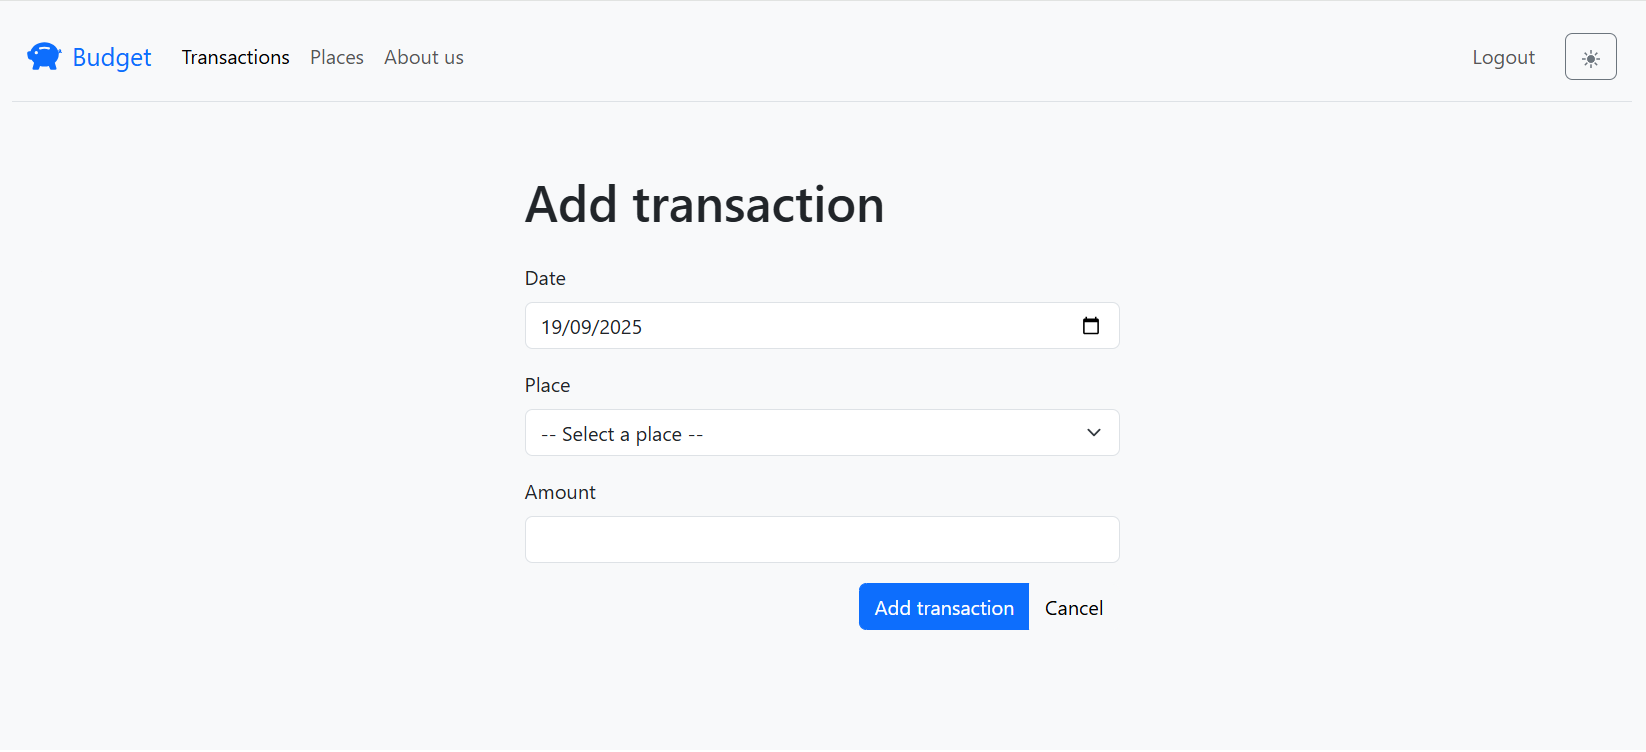 Budget Transactions Places About us Logout
Add transaction
Date
19/09/2025
Place
-- Select a place --
Amount
Add transaction Cancel